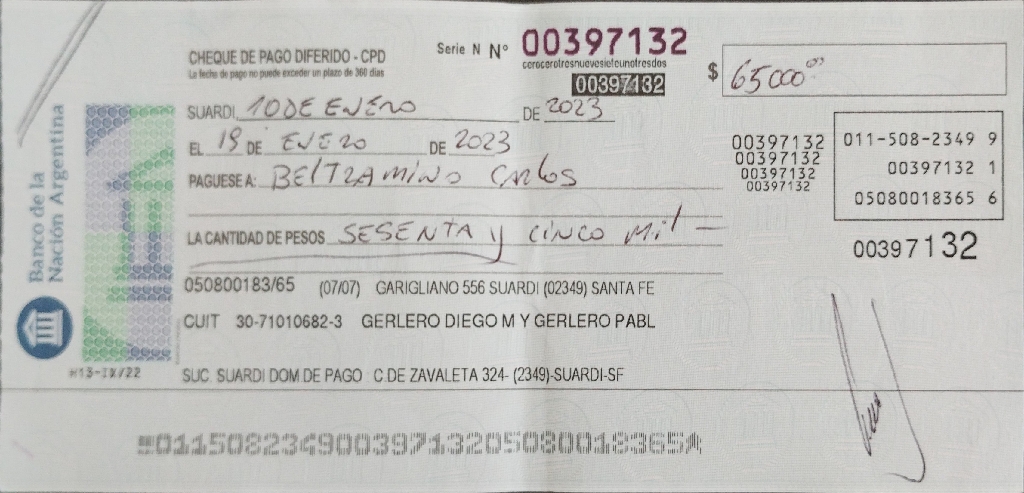 CHEQUE DE PAGO DIFERIDO - CPD
La fecha de pago no puede exceder un plazo de 360 días
Serie N Nº 00397132
cerocerotresnuevesieteunotresdos
00397132
$ 65000⁰⁰
SUARDI, 10 DE ENERO DE 2023
EL 19 DE ENERO DE 2023
PAGUESE A: BELTRAMINO CARLOS
LA CANTIDAD DE PESOS SESENTA y CINCO Mil —
00397132
00397132
00397132
00397132
011-508-2349 9
00397132 1
05080018365 6
00397132
050800183/65 (07/07) GARIGLIANO 556 SUARDI (02349) SANTA FE
CUIT 30-71010682-3 GERLERO DIEGO M Y GERLERO PABL
SUC. SUARDI DOM DE PAGO C.DE ZAVALETA 324- (2349)-SUARDI-SF
Banco de la
Nación Argentina
H13-IX/22
01150823490039713205080018365A